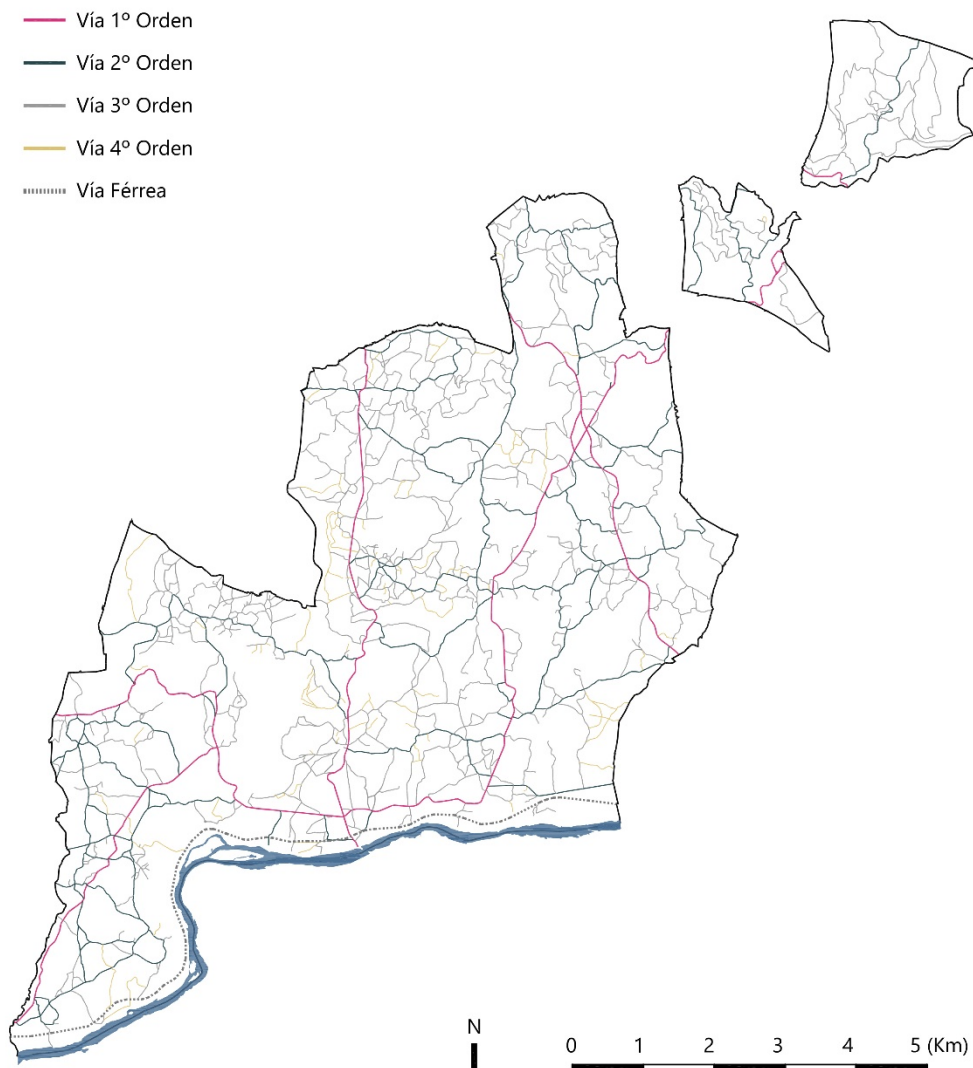 Vía 1º Orden
Vía 2º Orden
Vía 3º Orden
Vía 4º Orden
Vía Férrea
N
0 1 2 3 4 5 (Km)